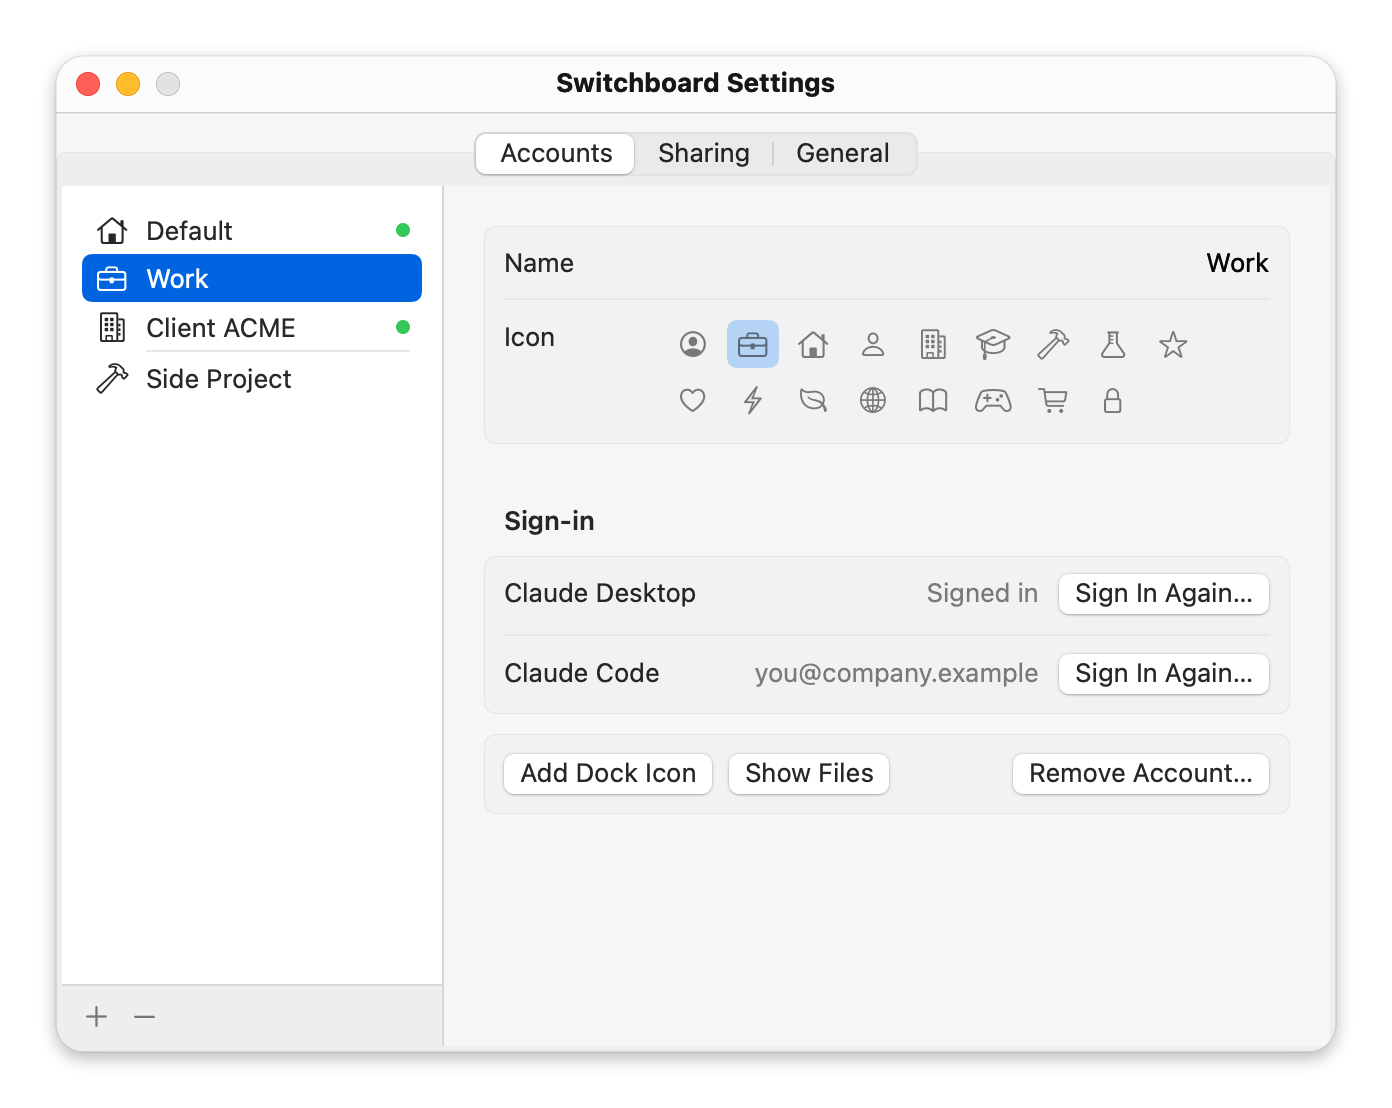 Switchboard Settings
Accounts
Sharing
General
Default
Work
Client ACME
Side Project
Name
Work
Icon
Sign-in
Claude Desktop
Signed in
Sign In Again...
Claude Code
you@company.example
Sign In Again...
Add Dock Icon
Show Files
Remove Account...